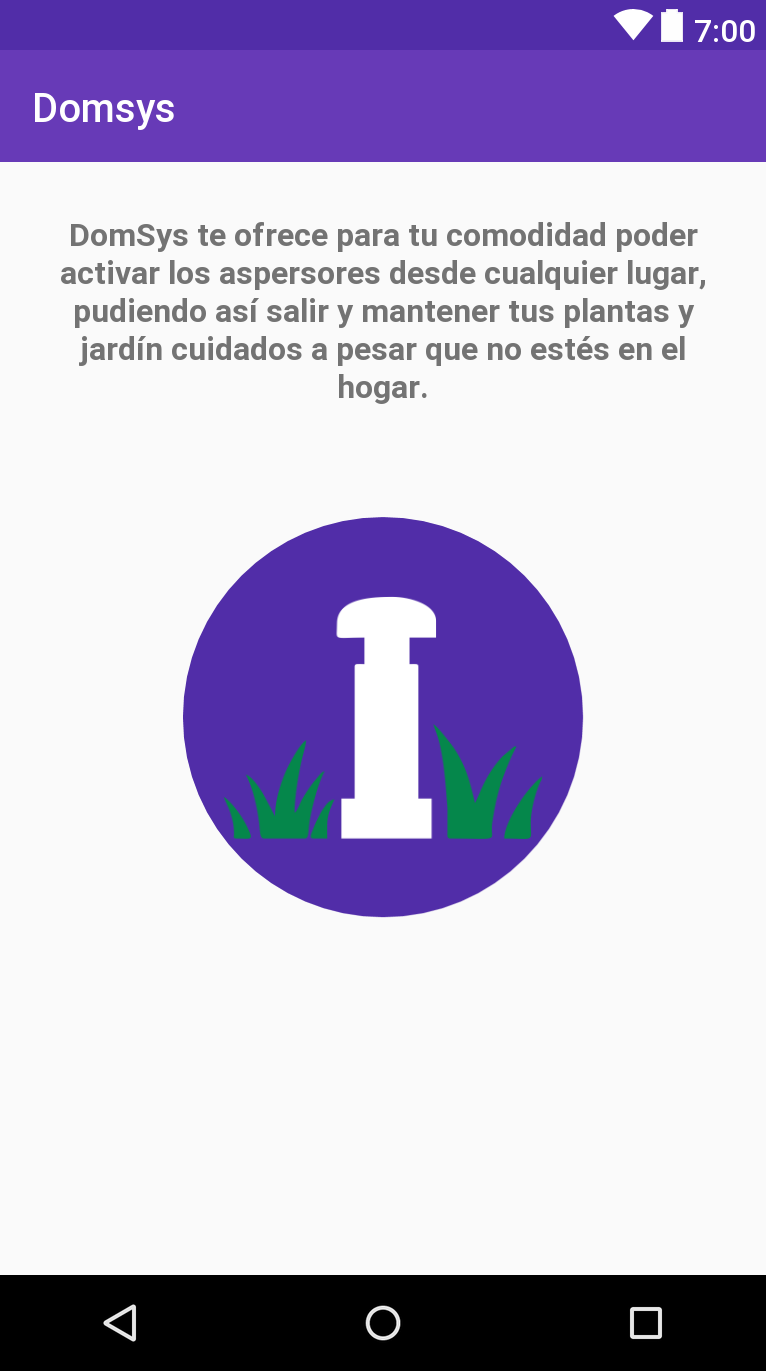 7:00
Domsys
DomSys te ofrece para tu comodidad poder
activar los aspersores desde cualquier lugar,
pudiendo así salir y mantener tus plantas y
jardín cuidados a pesar que no estés en el
hogar.